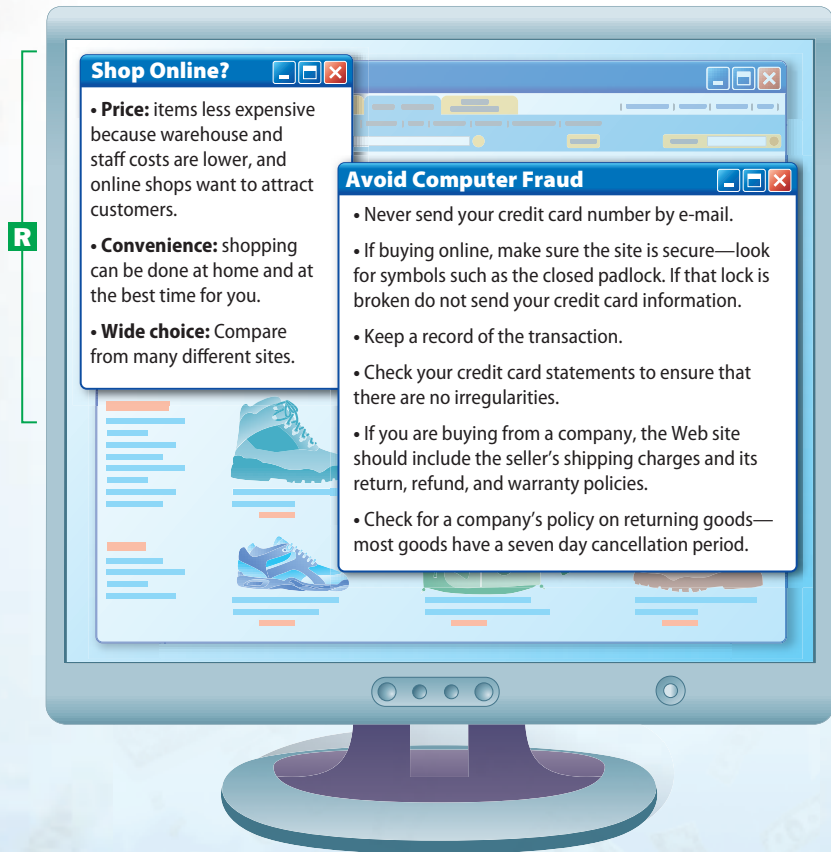 R
Shop Online?
• Price: items less expensive
because warehouse and
staff costs are lower, and
online shops want to attract
customers.
• Convenience: shopping
can be done at home and at
the best time for you.
• Wide choice: Compare
from many different sites.
Avoid Computer Fraud
• Never send your credit card number by e-mail.
• If buying online, make sure the site is secure—look
for symbols such as the closed padlock. If that lock is
broken do not send your credit card information.
• Keep a record of the transaction.
• Check your credit card statements to ensure that
there are no irregularities.
• If you are buying from a company, the Web site
should include the seller's shipping charges and its
return, refund, and warranty policies.
• Check for a company's policy on returning goods—
most goods have a seven day cancellation period.